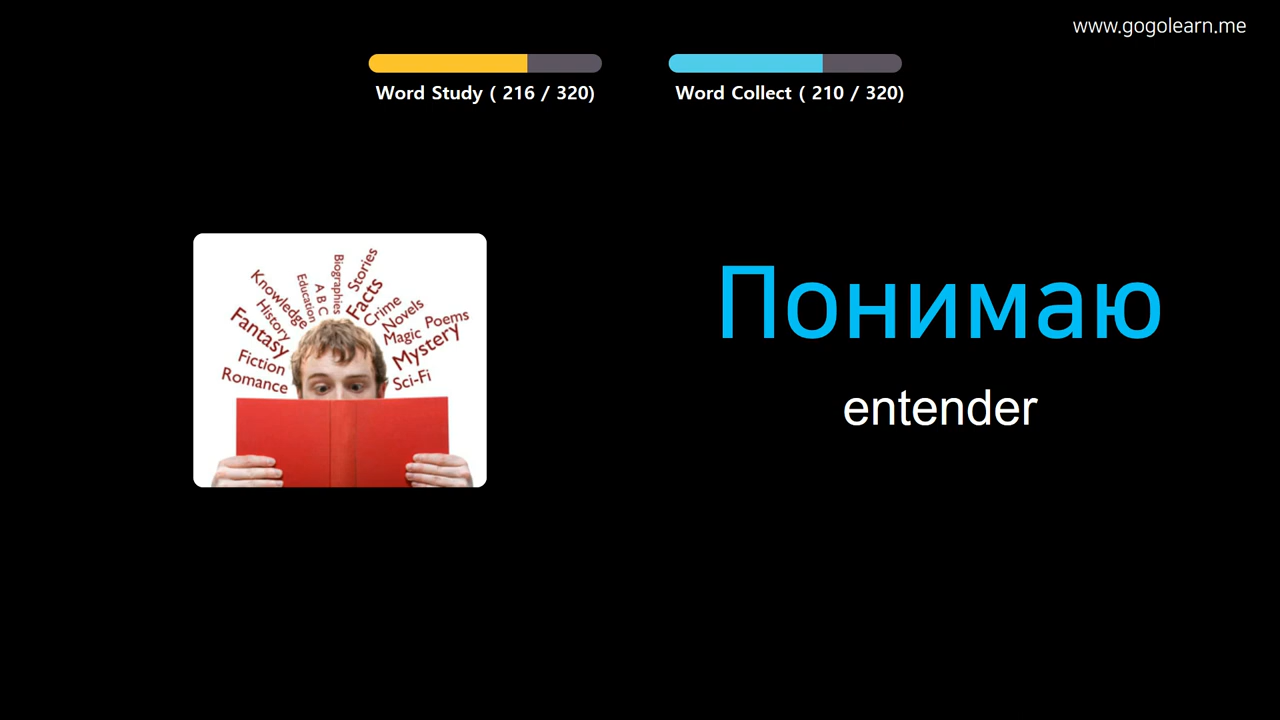 www.gogolearn.me
Word Study ( 216 / 320)
Word Collect ( 210 / 320)
Понимаю
entender
Knowledge
History
Fantasy
Fiction
Romance
Education
A B C
Biographies
Stories
Facts
Crime
Novels
Magic
Poems
Mystery
Sci-Fi